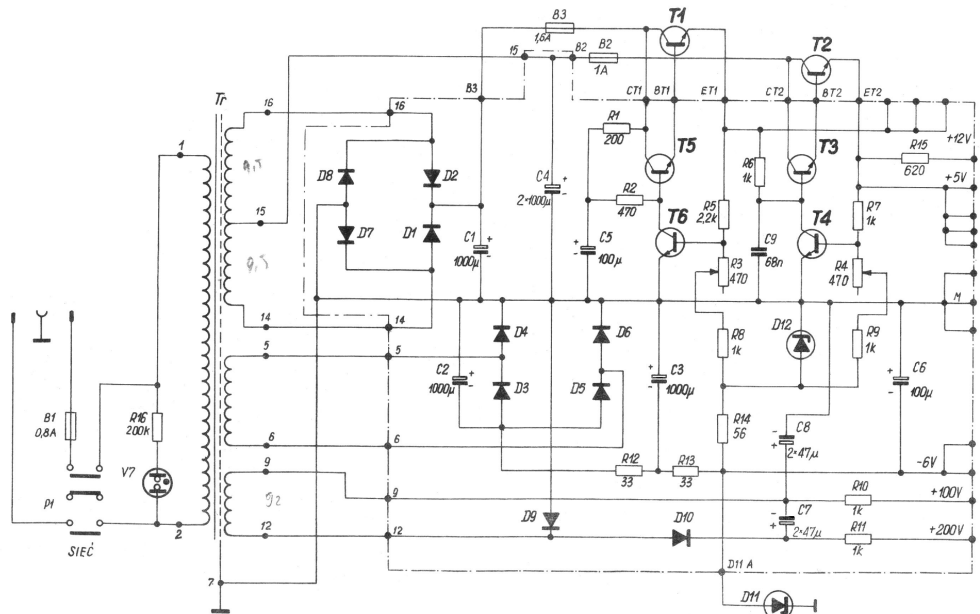 B3
1,6A
T1
15
B2
B2
1A
T2
Tr
16
16
B3
CT1
BT1
ET1
CT2
BT2
ET2
+12V
1
R1
200
T5
R6
1k
T3
R15
620
+5V
D8
D2
C4
2×1000µ
R2
470
T6
R5
2,2k
T4
R7
1k
15
D7
D1
C1
1000µ
C5
100µ
R3
470
C9
68n
R4
470
M
14
14
D4
D6
R8
1k
D12
R9
1k
5
5
C2
1000µ
D3
D5
C3
1000µ
C6
100µ
B1
0,8A
R16
200k
6
6
R14
56
C8
2×47µ
V7
9
9
R12
33
R13
33
-6V
P1
R10
1k
+100V
2
12
12
D9
D10
C7
2×47µ
R11
1k
+200V
SIEĆ
7
D11A
D11